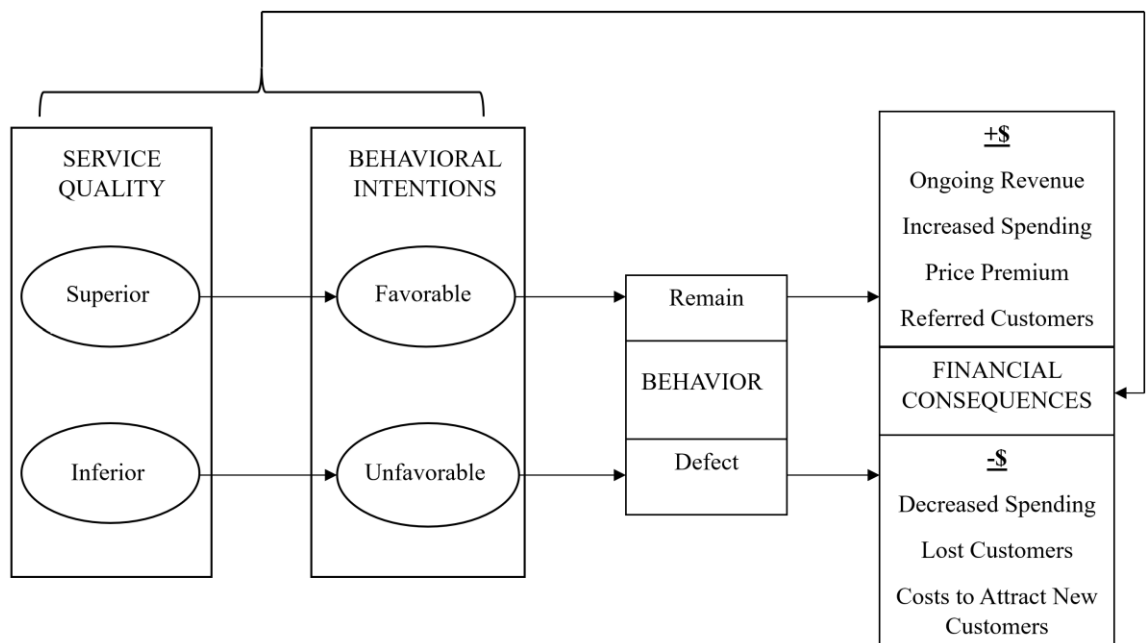 SERVICE
QUALITY
Superior
Inferior
BEHAVIORAL
INTENTIONS
Favorable
Unfavorable
Remain
BEHAVIOR
Defect
+$
Ongoing Revenue
Increased Spending
Price Premium
Referred Customers
FINANCIAL
CONSEQUENCES
-$
Decreased Spending
Lost Customers
Costs to Attract New
Customers